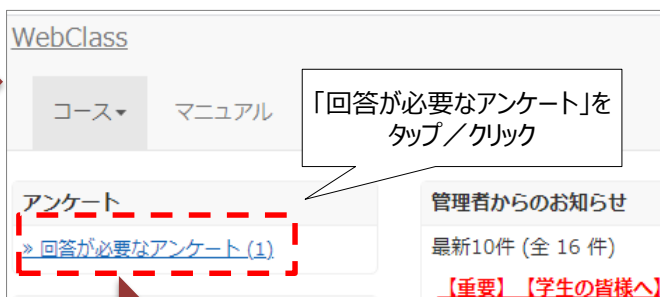 WebClass
コース▾ マニュアル
「回答が必要なアンケート」を
タップ／クリック
アンケート
» 回答が必要なアンケート (1)
管理者からのお知らせ
最新10件 (全 16 件)
【重要】【学生の皆様へ】